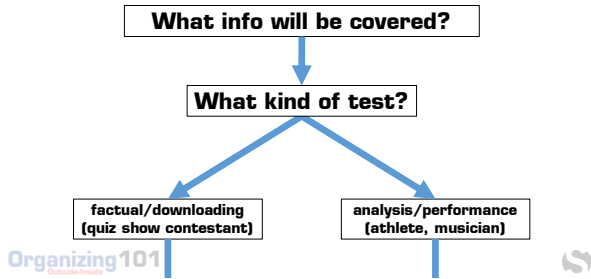 What info will be covered?
What kind of test?
factual/downloading
(quiz show contestant)
analysis/performance
(athlete, musician)
Organizing101
Outside-Inside
S